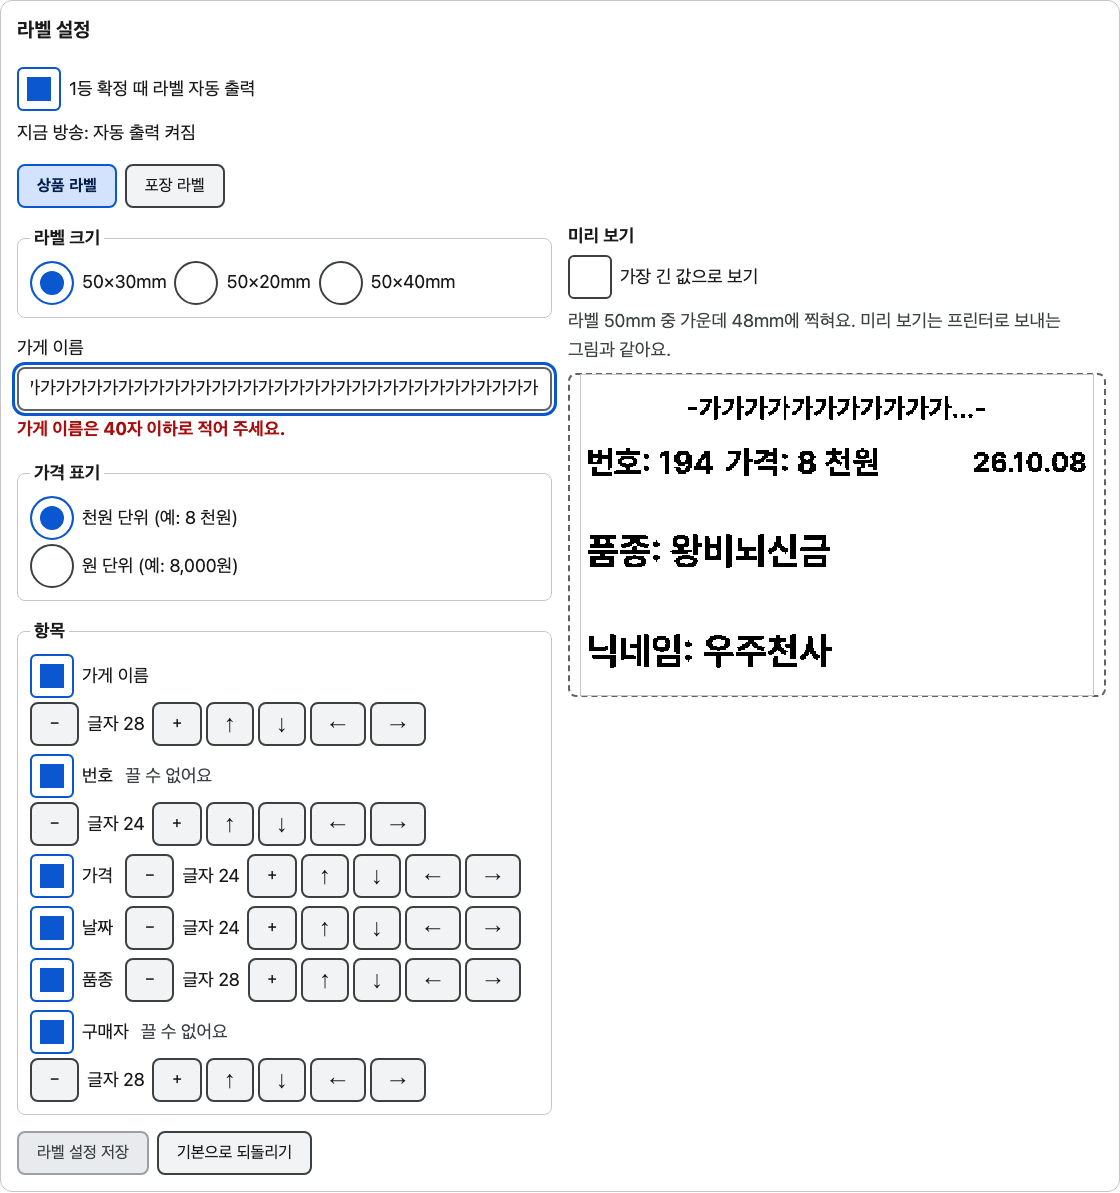 라벨 설정
1등 확정 때 라벨 자동 출력
지금 방송: 자동 출력 켜짐
상품 라벨 포장 라벨
라벨 크기
50×30mm 50×20mm 50×40mm
가게 이름
가가가가가가가가가가가가가가가가가가가가가가가가가가가가가가가가가
가게 이름은 40자 이하로 적어 주세요.
가격 표기
천원 단위 (예: 8 천원)
원 단위 (예: 8,000원)
항목
가게 이름
− 글자 28 + ↑ ↓ ← →
번호 끌 수 없어요
− 글자 24 + ↑ ↓ ← →
가격 − 글자 24 + ↑ ↓ ← →
날짜 − 글자 24 + ↑ ↓ ← →
품종 − 글자 28 + ↑ ↓ ← →
구매자 끌 수 없어요
− 글자 28 + ↑ ↓ ← →
라벨 설정 저장 기본으로 되돌리기
미리 보기
가장 긴 값으로 보기
라벨 50mm 중 가운데 48mm에 찍혀요. 미리 보기는 프린터로 보내는
그림과 같아요.
-가가가가가가가가가가가...-
번호: 194 가격: 8 천원 26.10.08
품종: 왕비뇌신금
닉네임: 우주천사